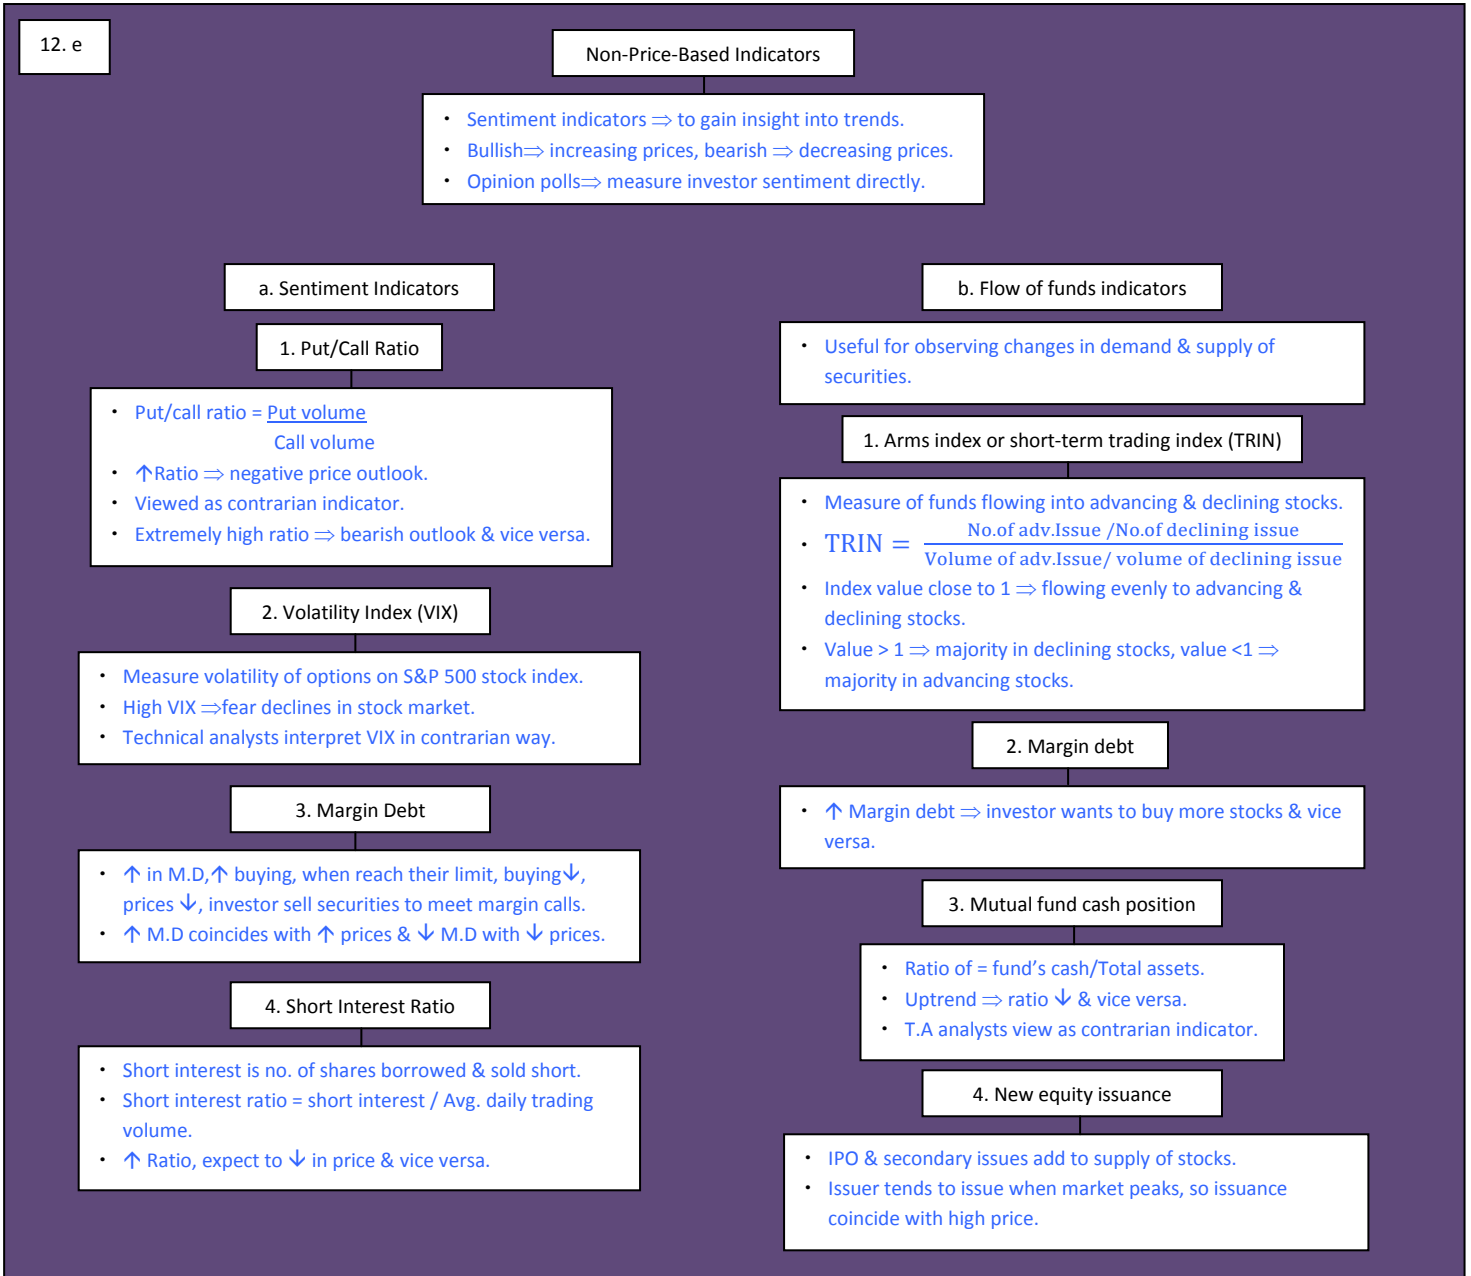 12. e
Non-Price-Based Indicators
• Sentiment indicators ⇒ to gain insight into trends.
• Bullish⇒ increasing prices, bearish ⇒ decreasing prices.
• Opinion polls⇒ measure investor sentiment directly.
a. Sentiment Indicators
1. Put/Call Ratio
• Put/call ratio = Put volume
Call volume
• ↑Ratio ⇒ negative price outlook.
• Viewed as contrarian indicator.
• Extremely high ratio ⇒ bearish outlook & vice versa.
2. Volatility Index (VIX)
• Measure volatility of options on S&P 500 stock index.
• High VIX ⇒fear declines in stock market.
• Technical analysts interpret VIX in contrarian way.
3. Margin Debt
• ↑ in M.D,↑ buying, when reach their limit, buying↓,
prices ↓, investor sell securities to meet margin calls.
• ↑ M.D coincides with ↑ prices & ↓ M.D with ↓ prices.
4. Short Interest Ratio
• Short interest is no. of shares borrowed & sold short.
• Short interest ratio = short interest / Avg. daily trading
volume.
• ↑ Ratio, expect to ↓ in price & vice versa.
b. Flow of funds indicators
• Useful for observing changes in demand & supply of
securities.
1. Arms index or short-term trading index (TRIN)
• Measure of funds flowing into advancing & declining stocks.
• TRIN = No.of adv.Issue /No.of declining issue
Volume of adv.Issue/ volume of declining issue
• Index value close to 1 ⇒ flowing evenly to advancing &
declining stocks.
• Value > 1 ⇒ majority in declining stocks, value <1 ⇒
majority in advancing stocks.
2. Margin debt
• ↑ Margin debt ⇒ investor wants to buy more stocks & vice
versa.
3. Mutual fund cash position
• Ratio of = fund’s cash/Total assets.
• Uptrend ⇒ ratio ↓ & vice versa.
• T.A analysts view as contrarian indicator.
4. New equity issuance
• IPO & secondary issues add to supply of stocks.
• Issuer tends to issue when market peaks, so issuance
coincide with high price.